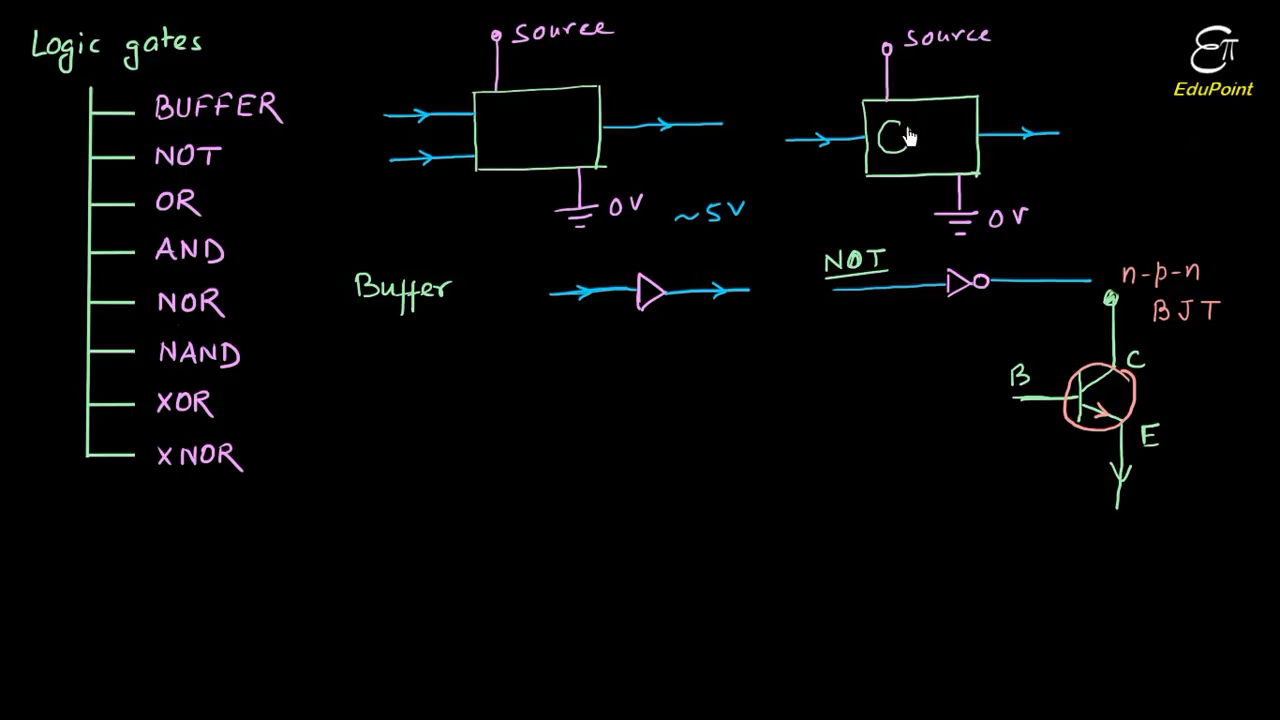 Logic gates
BUFFER
NOT
OR
AND
NOR
NAND
XOR
XNOR
source
0V
~5V
source
C
0V
Buffer
NOT
n-p-n
BJT
B
C
E
Επ
EduPoint